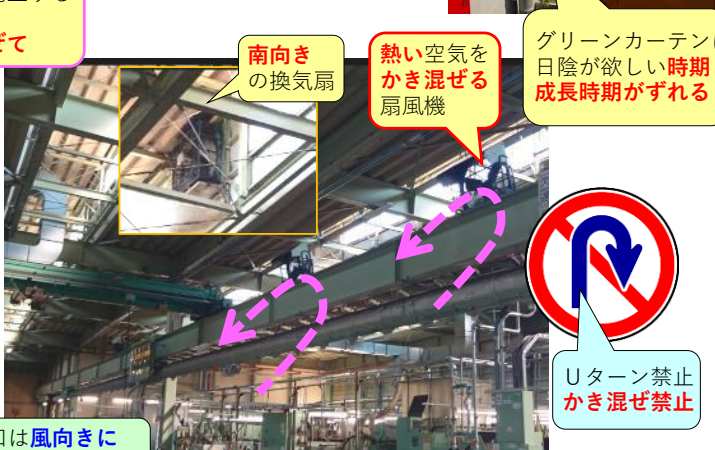 ぎて
南向き
の換気扇
熱い空気を
かき混ぜる
扇風機
グリーンカーテン
日陰が欲しい時期
成長時期がずれる
Uターン禁止
かき混ぜ禁止
口は風向きに